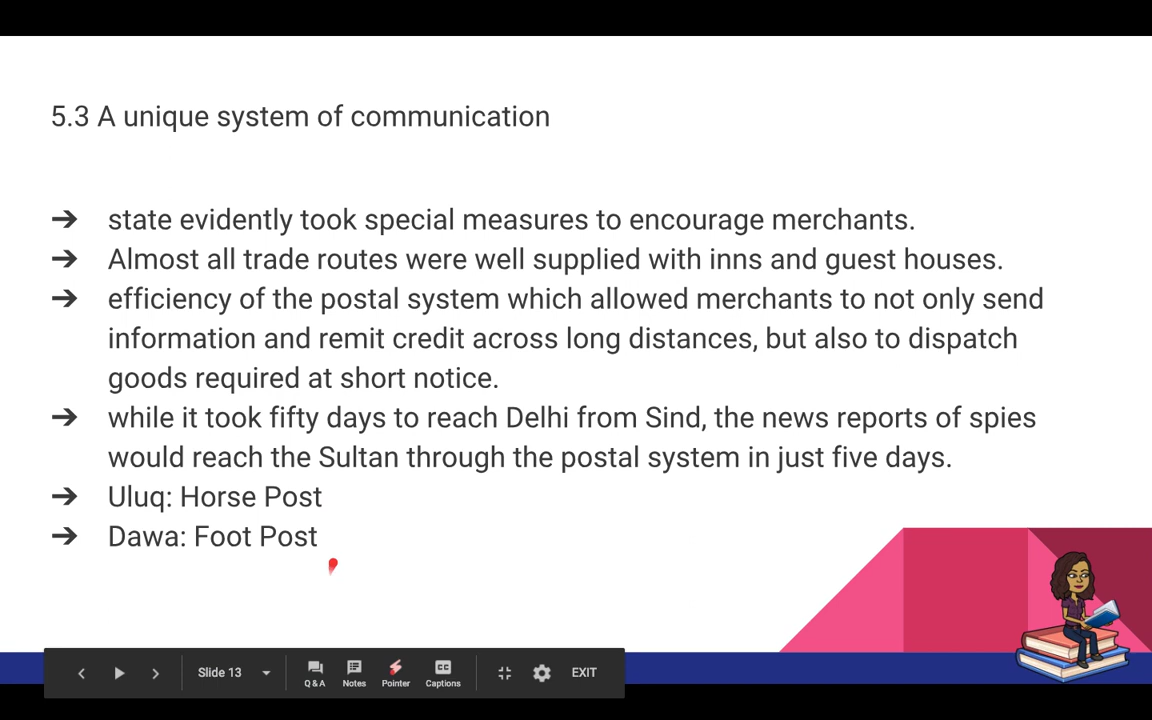 5.3 A unique system of communication
➔ state evidently took special measures to encourage merchants.
➔ Almost all trade routes were well supplied with inns and guest houses.
➔ efficiency of the postal system which allowed merchants to not only send
information and remit credit across long distances, but also to dispatch
goods required at short notice.
➔ while it took fifty days to reach Delhi from Sind, the news reports of spies
would reach the Sultan through the postal system in just five days.
➔ Uluq: Horse Post
➔ Dawa: Foot Post
Slide 13
Q & A Notes Pointer Captions EXIT
CC